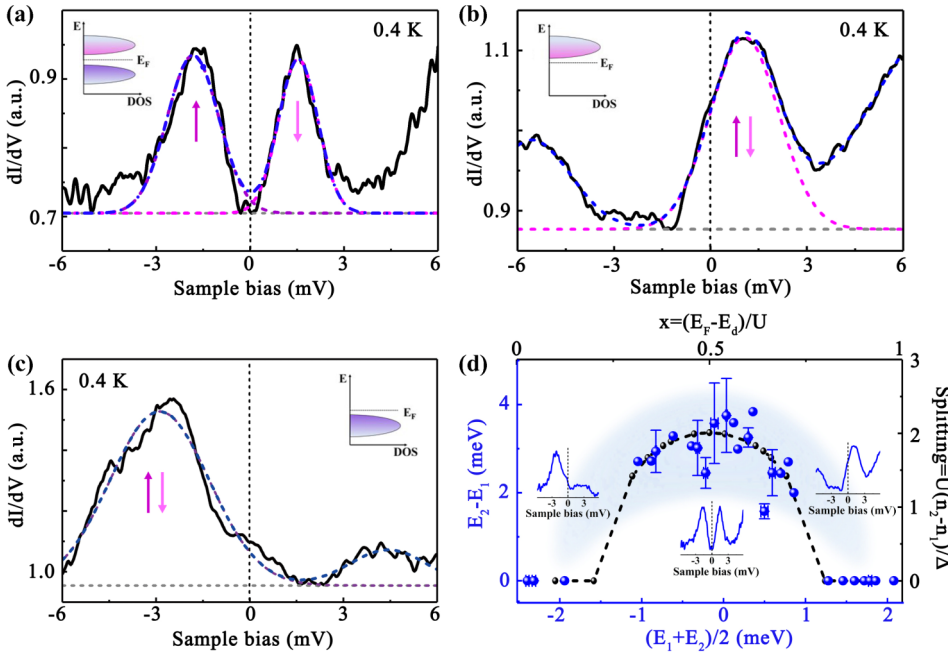 (a)
E
E_F
DOS
0.4 K
0.9
0.7
dI/dV (a.u.)
-6 -3 0 3 6
Sample bias (mV)
(b)
E
E_F
DOS
0.4 K
1.1
0.9
dI/dV (a.u.)
-6 -3 0 3 6
Sample bias (mV)
(c)
0.4 K
E
E_F
DOS
1.6
1.0
dI/dV (a.u.)
-6 -3 0 3 6
Sample bias (mV)
x=(E_F-E_d)/U
0 0.5 1
(d)
6
4
2
0
E_2-E_1 (meV)
3
2
1
0
Splitting=U(n_2-n_1)/Δ
-3 0 3
Sample bias (mV)
-3 0 3
Sample bias (mV)
-3 0 3
Sample bias (mV)
-2 -1 0 1 2
(E_1+E_2)/2 (meV)